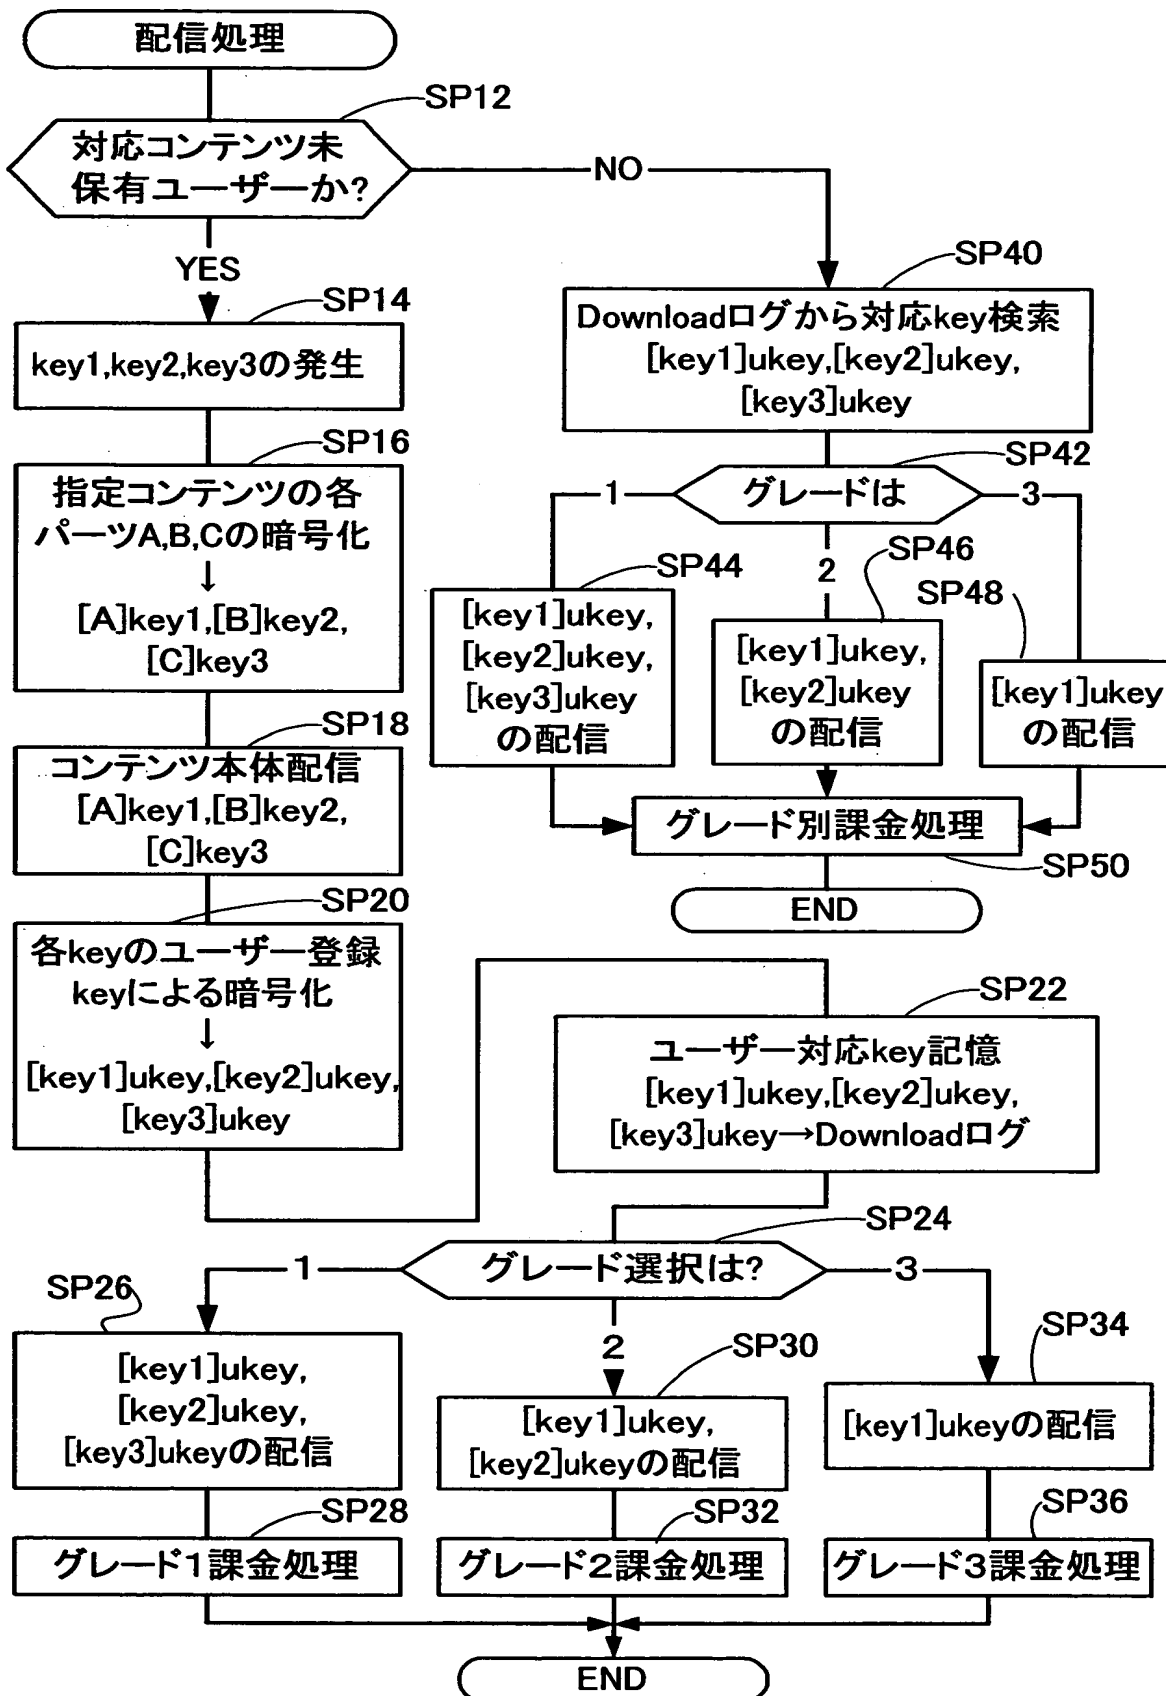 配信処理
SP12
対応コンテンツ未
保有ユーザーか?
NO
YES
SP14
key1,key2,key3の発生
SP16
指定コンテンツの各
パーツA,B,Cの暗号化
↓
[A]key1,[B]key2,
[C]key3
SP18
コンテンツ本体配信
[A]key1,[B]key2,
[C]key3
SP20
各keyのユーザー登録
keyによる暗号化
↓
[key1]ukey,[key2]ukey,
[key3]ukey
SP40
Downloadログから対応key検索
[key1]ukey,[key2]ukey,
[key3]ukey
SP42
グレードは
1
2
3
SP44
[key1]ukey,
[key2]ukey,
[key3]ukey
の配信
SP46
[key1]ukey,
[key2]ukey
の配信
SP48
[key1]ukey
の配信
グレード別課金処理
SP50
END
SP22
ユーザー対応key記憶
[key1]ukey,[key2]ukey,
[key3]ukey→Downloadログ
SP24
グレード選択は?
1
2
3
SP26
[key1]ukey,
[key2]ukey,
[key3]ukeyの配信
SP28
グレード1課金処理
SP30
[key1]ukey,
[key2]ukeyの配信
SP32
グレード2課金処理
SP34
[key1]ukeyの配信
SP36
グレード3課金処理
END